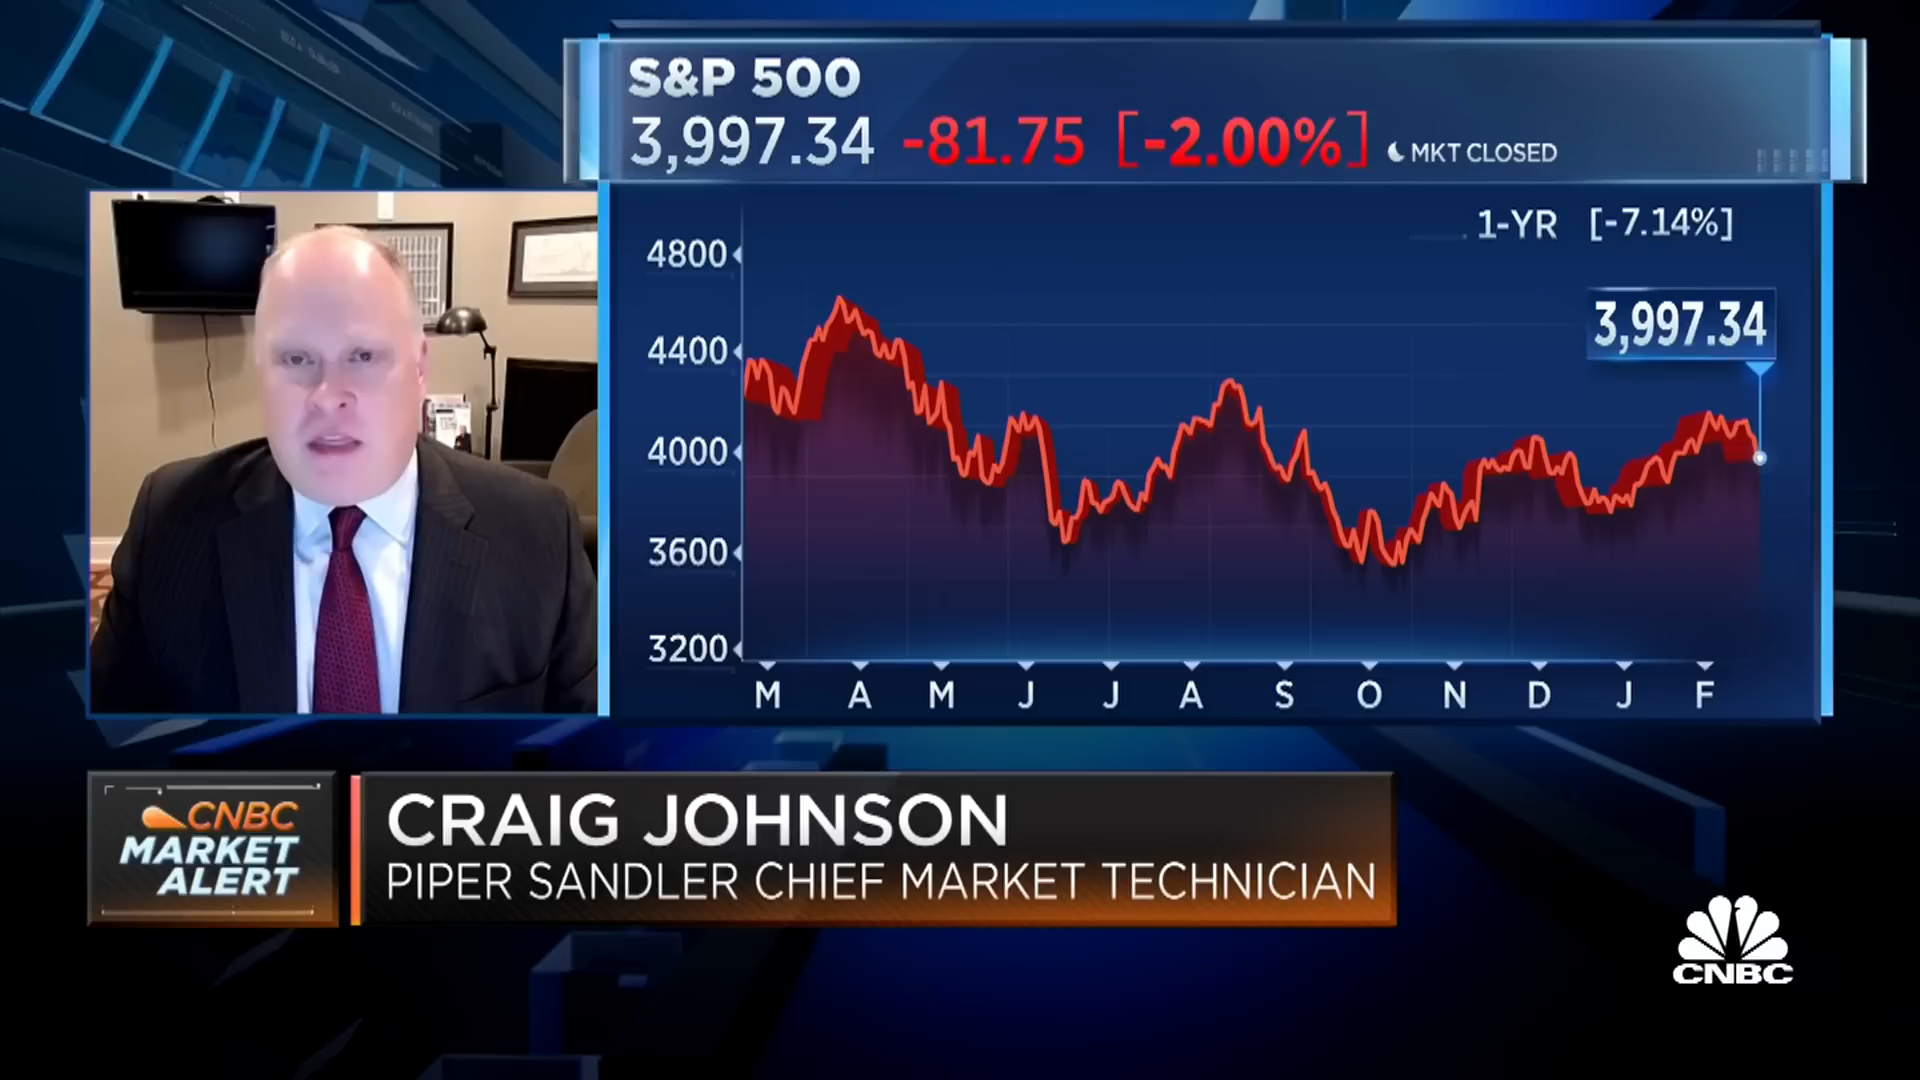 S&P 500
3,997.34 -81.75 [-2.00%] MKT CLOSED
1-YR [-7.14%]
3,997.34
4800
4400
4000
3600
3200
M A M J J A S O N D J F
CNBC
MARKET
ALERT
CRAIG JOHNSON
PIPER SANDLER CHIEF MARKET TECHNICIAN
CNBC